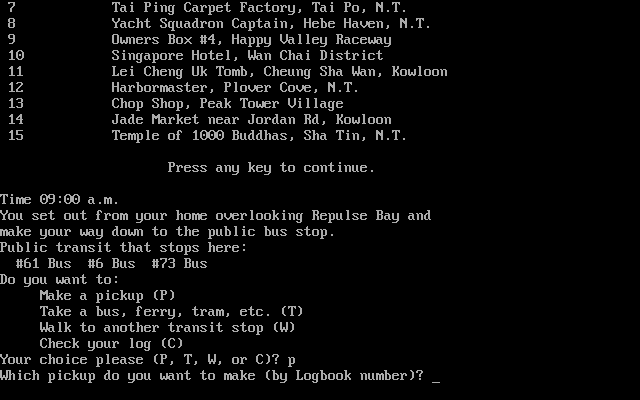 7 Tai Ping Carpet Factory, Tai Po, N.T.
8 Yacht Squadron Captain, Hebe Haven, N.T.
9 Owners Box #4, Happy Valley Raceway
10 Singapore Hotel, Wan Chai District
11 Lei Cheng Uk Tomb, Cheung Sha Wan, Kowloon
12 Harbormaster, Plover Cove, N.T.
13 Chop Shop, Peak Tower Village
14 Jade Market near Jordan Rd, Kowloon
15 Temple of 1000 Buddhas, Sha Tin, N.T.
Press any key to continue.
Time 09:00 a.m.
You set out from your home overlooking Repulse Bay and
make your way down to the public bus stop.
Public transit that stops here:
#61 Bus #6 Bus #73 Bus
Do you want to:
Make a pickup (P)
Take a bus, ferry, tram, etc. (T)
Walk to another transit stop (W)
Check your log (C)
Your choice please (P, T, W, or C)? p
Which pickup do you want to make (by Logbook number)? _